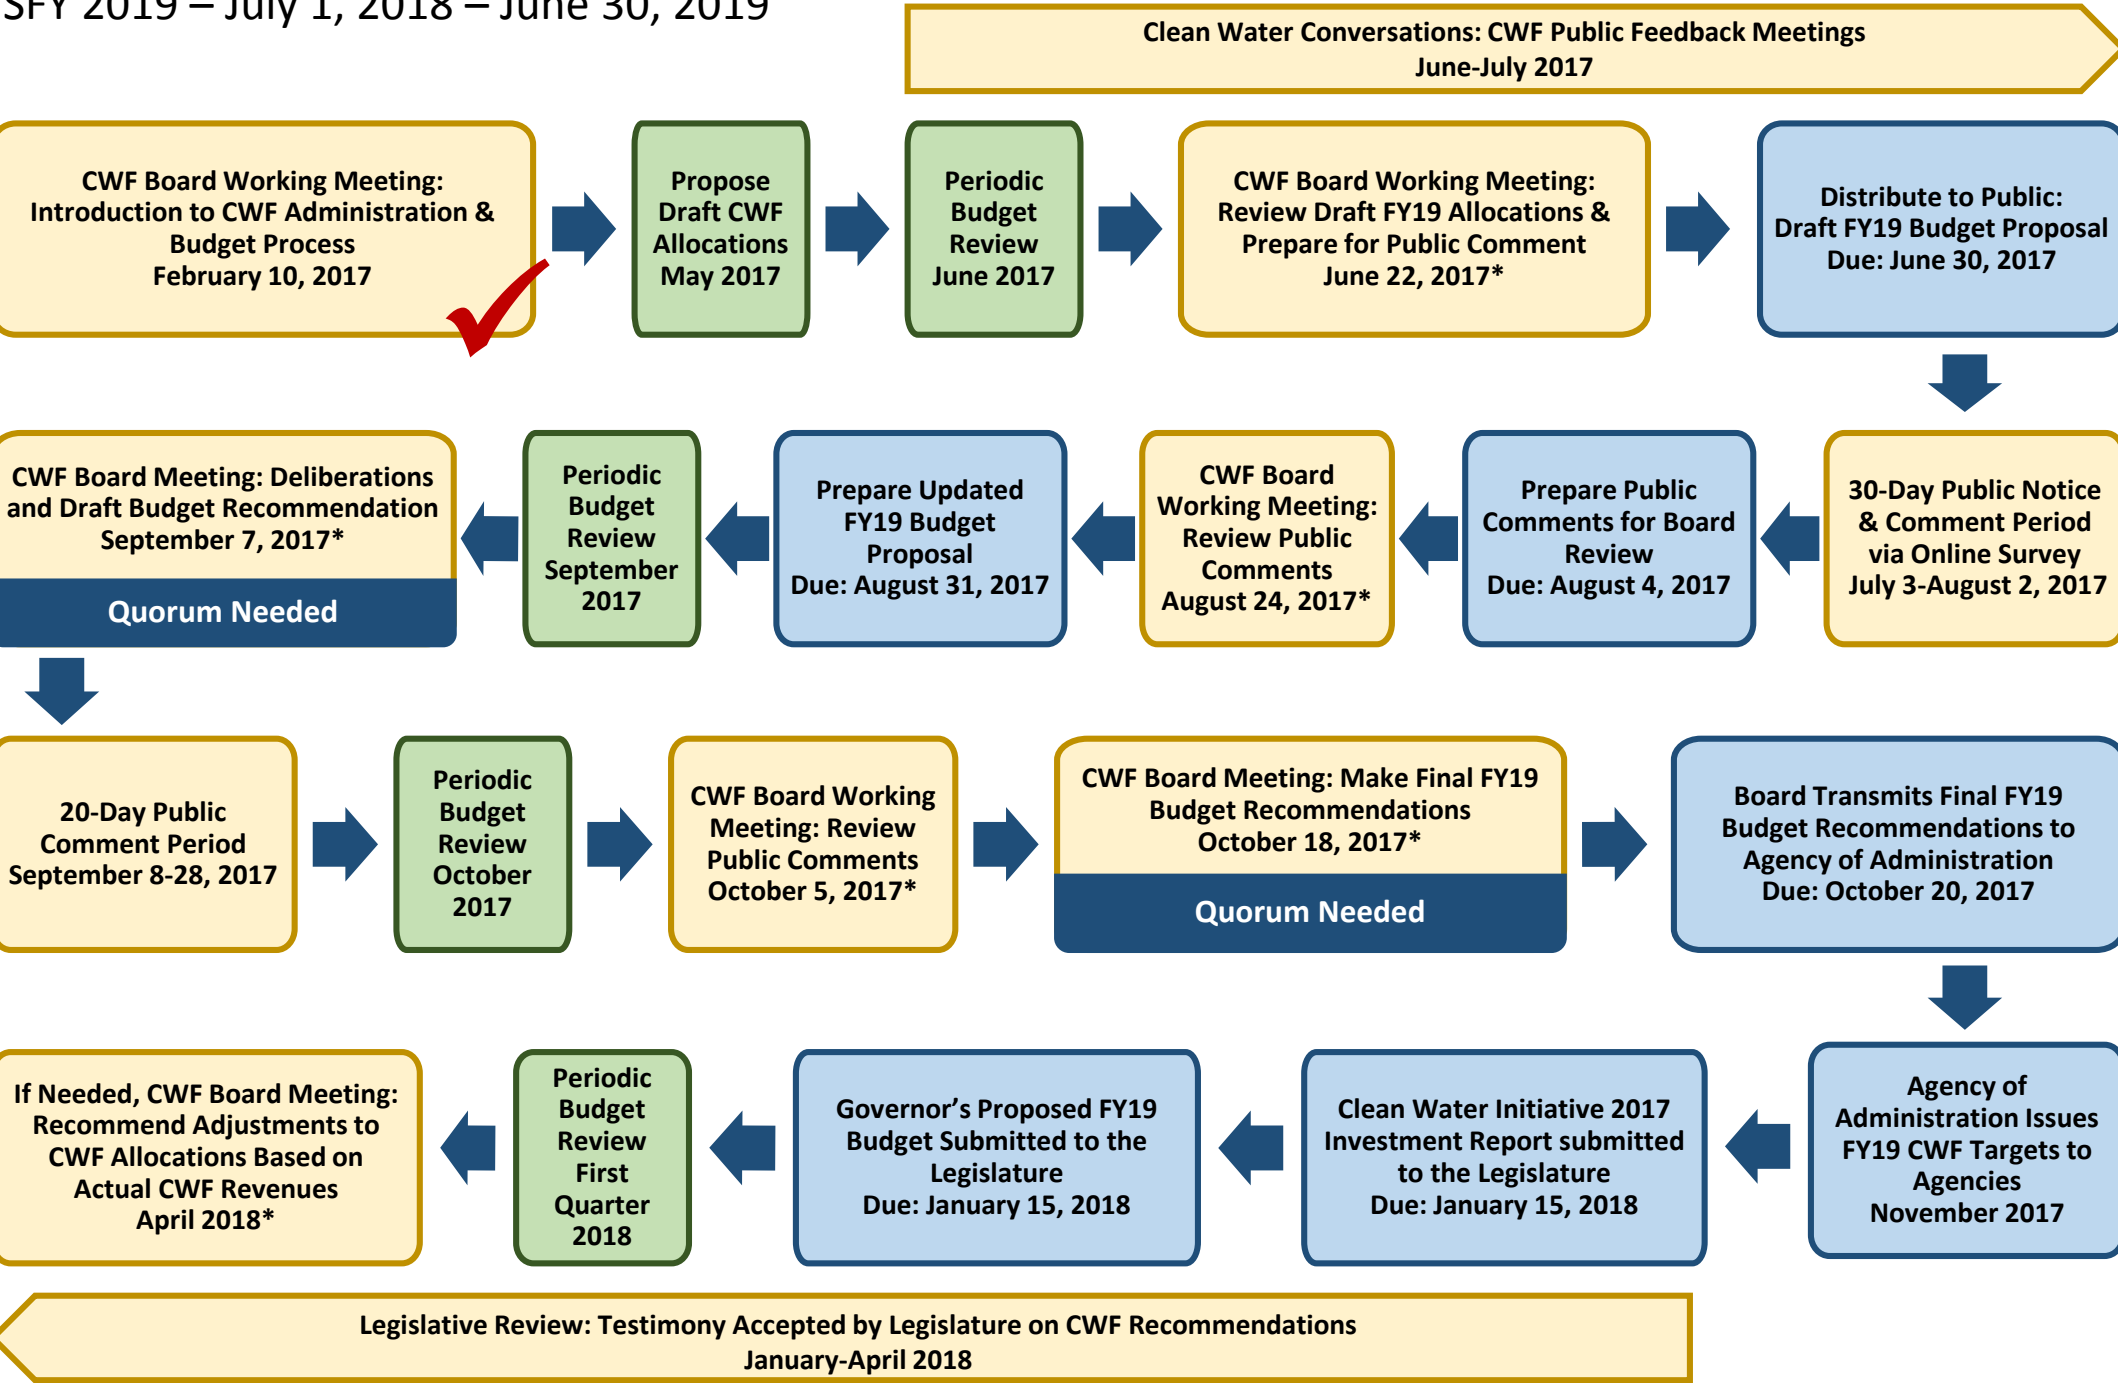 SFY 2019 – July 1, 2018 – June 30, 2019
Clean Water Conversations: CWF Public Feedback Meetings
June-July 2017
CWF Board Working Meeting:
Introduction to CWF Administration &
Budget Process
February 10, 2017
Propose
Draft CWF
Allocations
May 2017
Periodic
Budget
Review
June 2017
CWF Board Working Meeting:
Review Draft FY19 Allocations &
Prepare for Public Comment
June 22, 2017*
Distribute to Public:
Draft FY19 Budget Proposal
Due: June 30, 2017
30-Day Public Notice
& Comment Period
via Online Survey
July 3-August 2, 2017
Prepare Public
Comments for Board
Review
Due: August 4, 2017
CWF Board
Working Meeting:
Review Public
Comments
August 24, 2017*
Prepare Updated
FY19 Budget
Proposal
Due: August 31, 2017
Periodic
Budget
Review
September
2017
CWF Board Meeting: Deliberations
and Draft Budget Recommendation
September 7, 2017*
Quorum Needed
20-Day Public
Comment Period
September 8-28, 2017
Periodic
Budget
Review
October
2017
CWF Board Working
Meeting: Review
Public Comments
October 5, 2017*
CWF Board Meeting: Make Final FY19
Budget Recommendations
October 18, 2017*
Quorum Needed
Board Transmits Final FY19
Budget Recommendations to
Agency of Administration
Due: October 20, 2017
Agency of
Administration Issues
FY19 CWF Targets to
Agencies
November 2017
Clean Water Initiative 2017
Investment Report submitted
to the Legislature
Due: January 15, 2018
Governor’s Proposed FY19
Budget Submitted to the
Legislature
Due: January 15, 2018
Periodic
Budget
Review
First
Quarter
2018
If Needed, CWF Board Meeting:
Recommend Adjustments to
CWF Allocations Based on
Actual CWF Revenues
April 2018*
Legislative Review: Testimony Accepted by Legislature on CWF Recommendations
January-April 2018